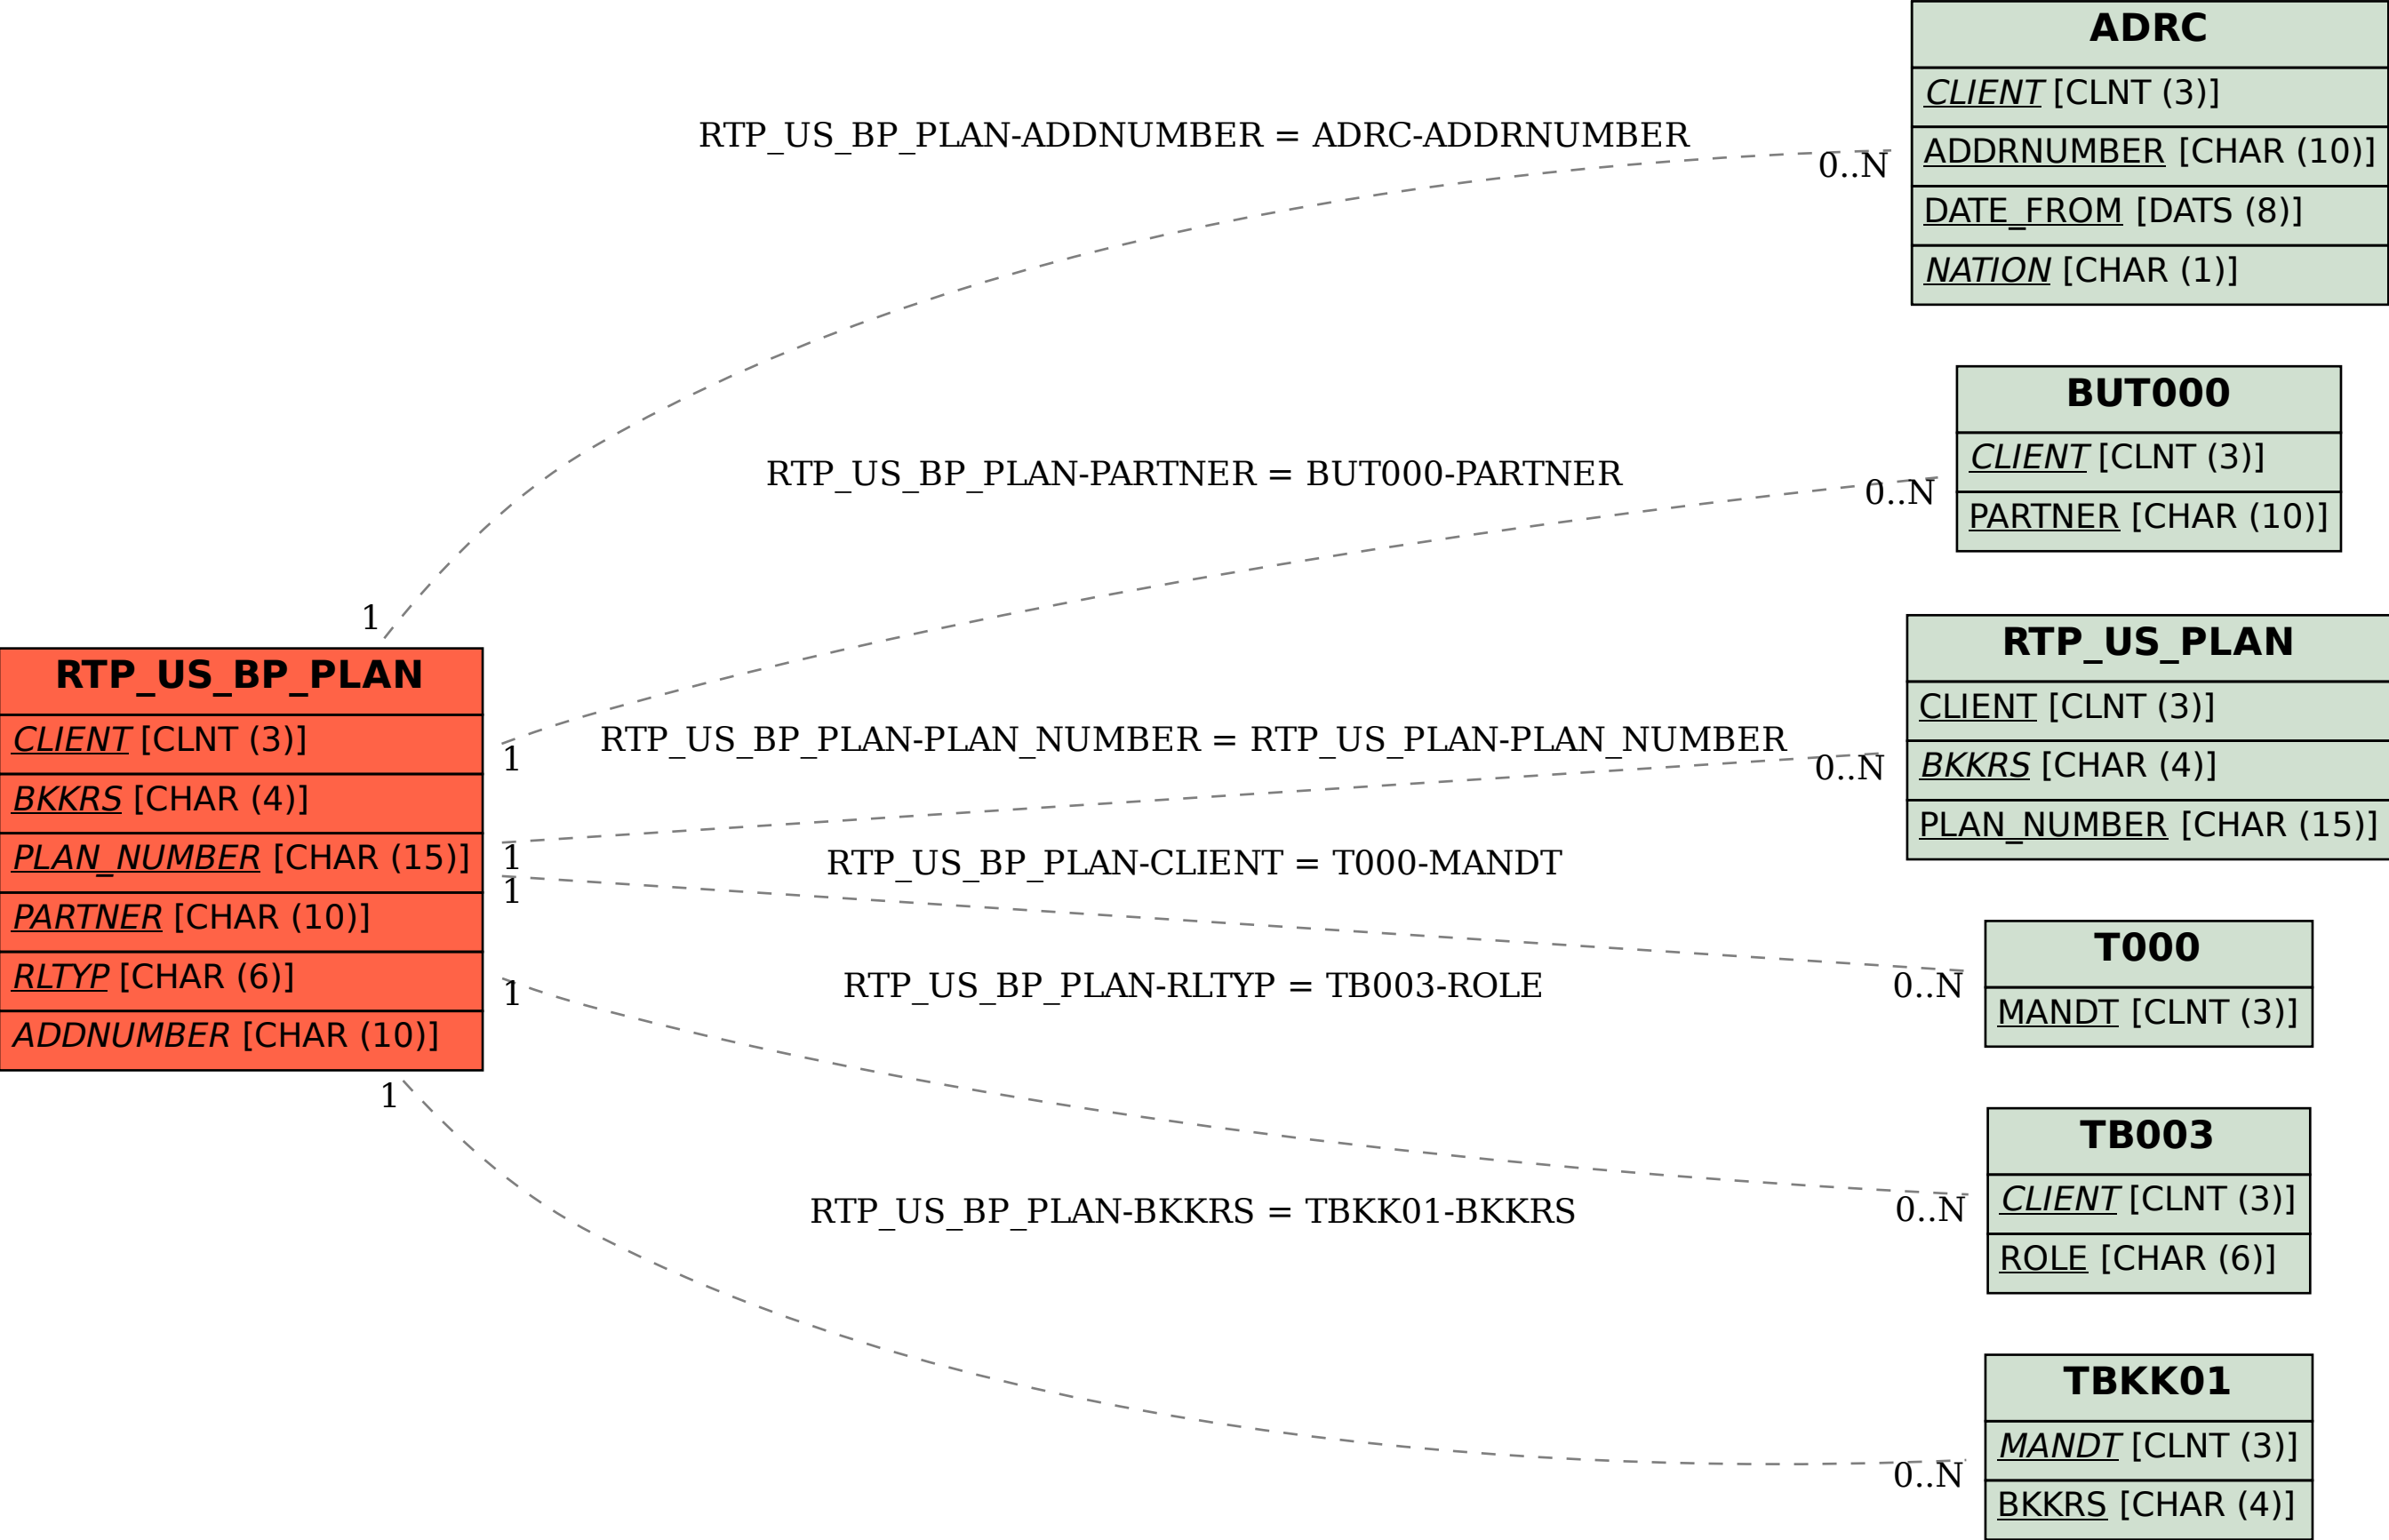 ADRC
CLIENT [CLNT (3)]
ADDRNUMBER [CHAR (10)]
DATE_FROM [DATS (8)]
NATION [CHAR (1)]
RTP_US_BP_PLAN-ADDNUMBER = ADRC-ADDRNUMBER
0..N
1
BUT000
CLIENT [CLNT (3)]
PARTNER [CHAR (10)]
RTP_US_BP_PLAN-PARTNER = BUT000-PARTNER
0..N
1
RTP_US_BP_PLAN
CLIENT [CLNT (3)]
BKKRS [CHAR (4)]
PLAN_NUMBER [CHAR (15)]
PARTNER [CHAR (10)]
RLTYP [CHAR (6)]
ADDNUMBER [CHAR (10)]
RTP_US_PLAN
CLIENT [CLNT (3)]
BKKRS [CHAR (4)]
PLAN_NUMBER [CHAR (15)]
RTP_US_BP_PLAN-PLAN_NUMBER = RTP_US_PLAN-PLAN_NUMBER
0..N
1
RTP_US_BP_PLAN-CLIENT = T000-MANDT
1
0..N
T000
MANDT [CLNT (3)]
RTP_US_BP_PLAN-RLTYP = TB003-ROLE
1
0..N
TB003
CLIENT [CLNT (3)]
ROLE [CHAR (6)]
RTP_US_BP_PLAN-BKKRS = TBKK01-BKKRS
1
0..N
TBKK01
MANDT [CLNT (3)]
BKKRS [CHAR (4)]